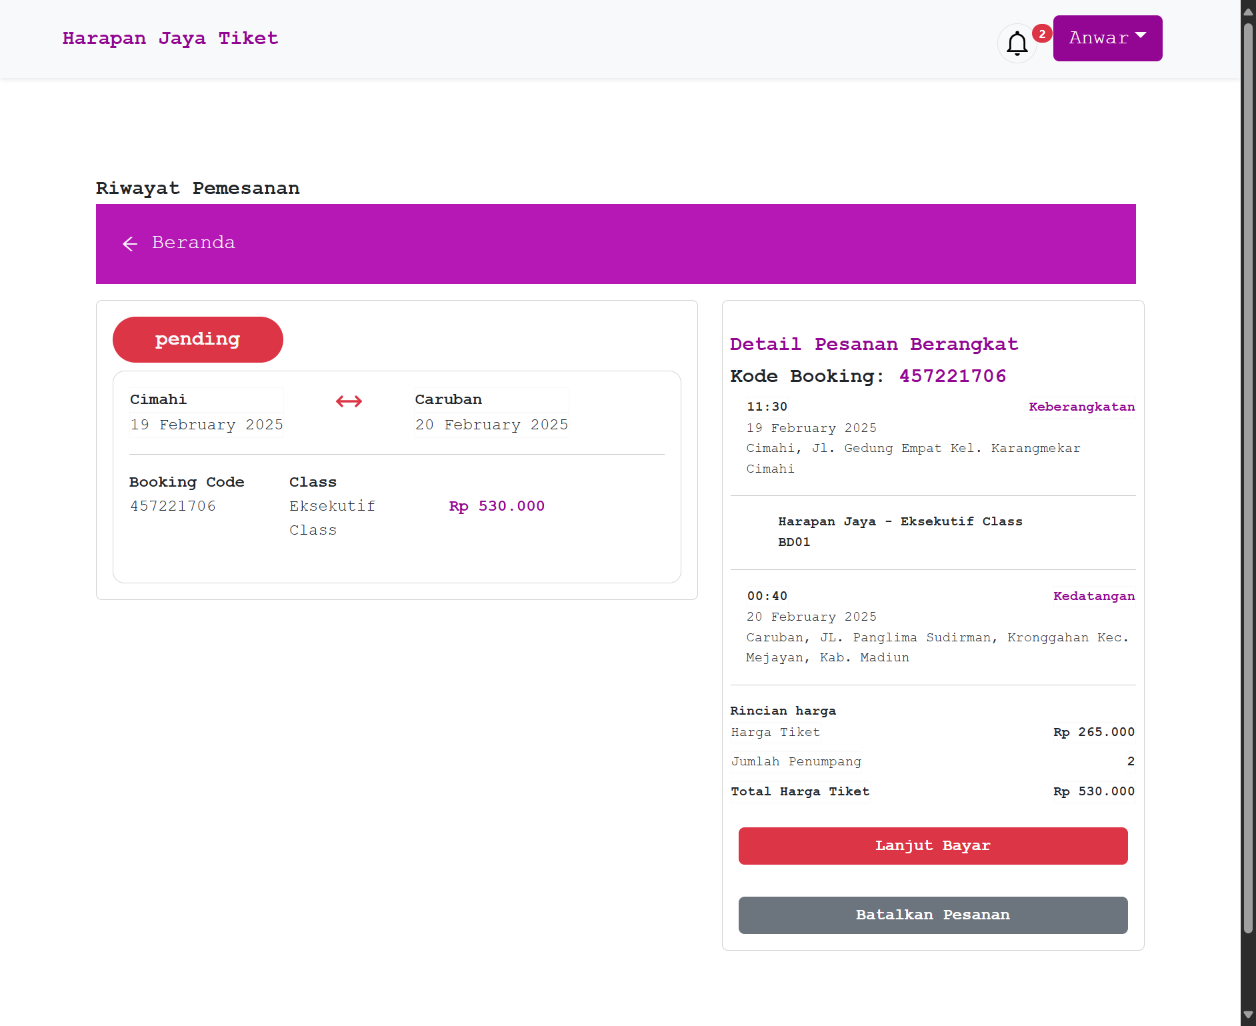 Harapan Jaya Tiket
2
Anwar
Riwayat Pemesanan
Beranda
pending
Cimahi
19 February 2025
Caruban
20 February 2025
Booking Code
457221706
Class
Eksekutif
Class
Rp 530.000
Detail Pesanan Berangkat
Kode Booking: 457221706
11:30 Keberangkatan
19 February 2025
Cimahi, Jl. Gedung Empat Kel. Karangmekar
Cimahi
Harapan Jaya - Eksekutif Class
BD01
00:40 Kedatangan
20 February 2025
Caruban, JL. Panglima Sudirman, Kronggahan Kec.
Mejayan, Kab. Madiun
Rincian harga
Harga Tiket Rp 265.000
Jumlah Penumpang 2
Total Harga Tiket Rp 530.000
Lanjut Bayar
Batalkan Pesanan